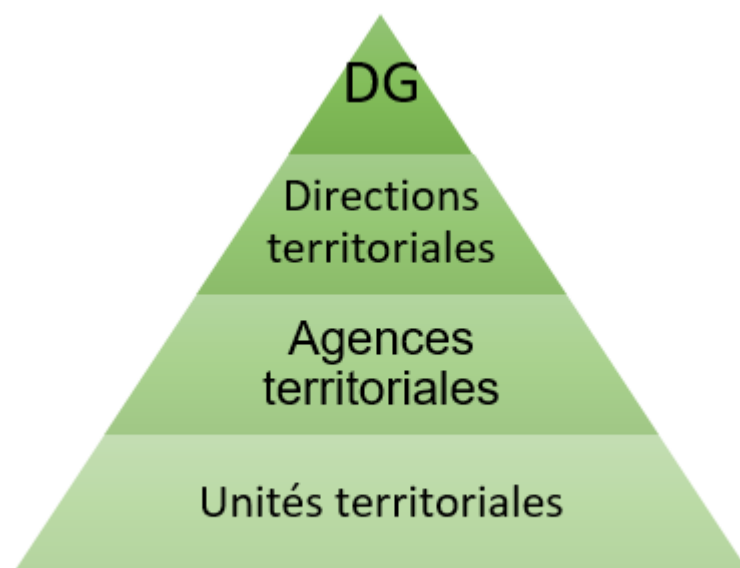 DG
Directions
territoriales
Agences
territoriales
Unités territoriales